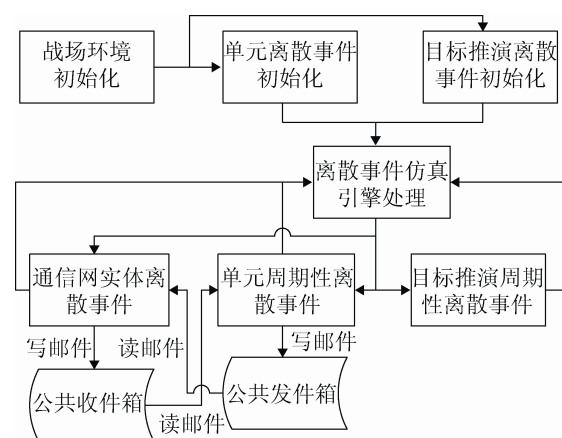 战场环境
初始化
单元离散事件
初始化
目标推演离散
事件初始化
离散事件仿真
引擎处理
通信网实体离
散事件
单元周期性离
散事件
目标推演周期
性离散事件
写邮件
读邮件
写邮件
公共收件箱
公共发件箱
读邮件